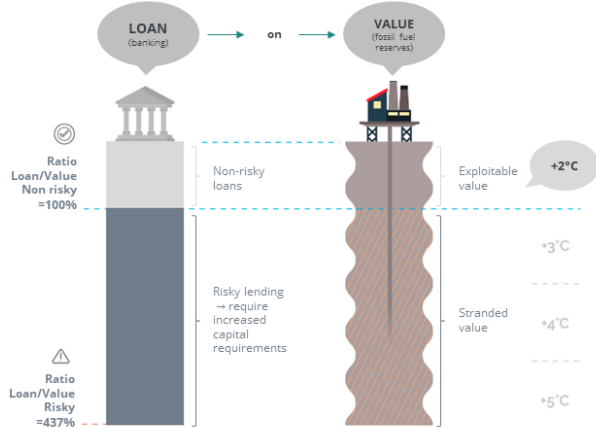 LOAN
(banking)
on
VALUE
(fossil fuel
reserves)
Ratio
Loan/Value
Non risky
=100%
Non-risky
loans
Exploitable
value
+2°C
+3°C
Risky lending
→ require
increased
capital
requirements
Stranded
value
+4°C
Ratio
Loan/Value
Risky
=437%
+5°C